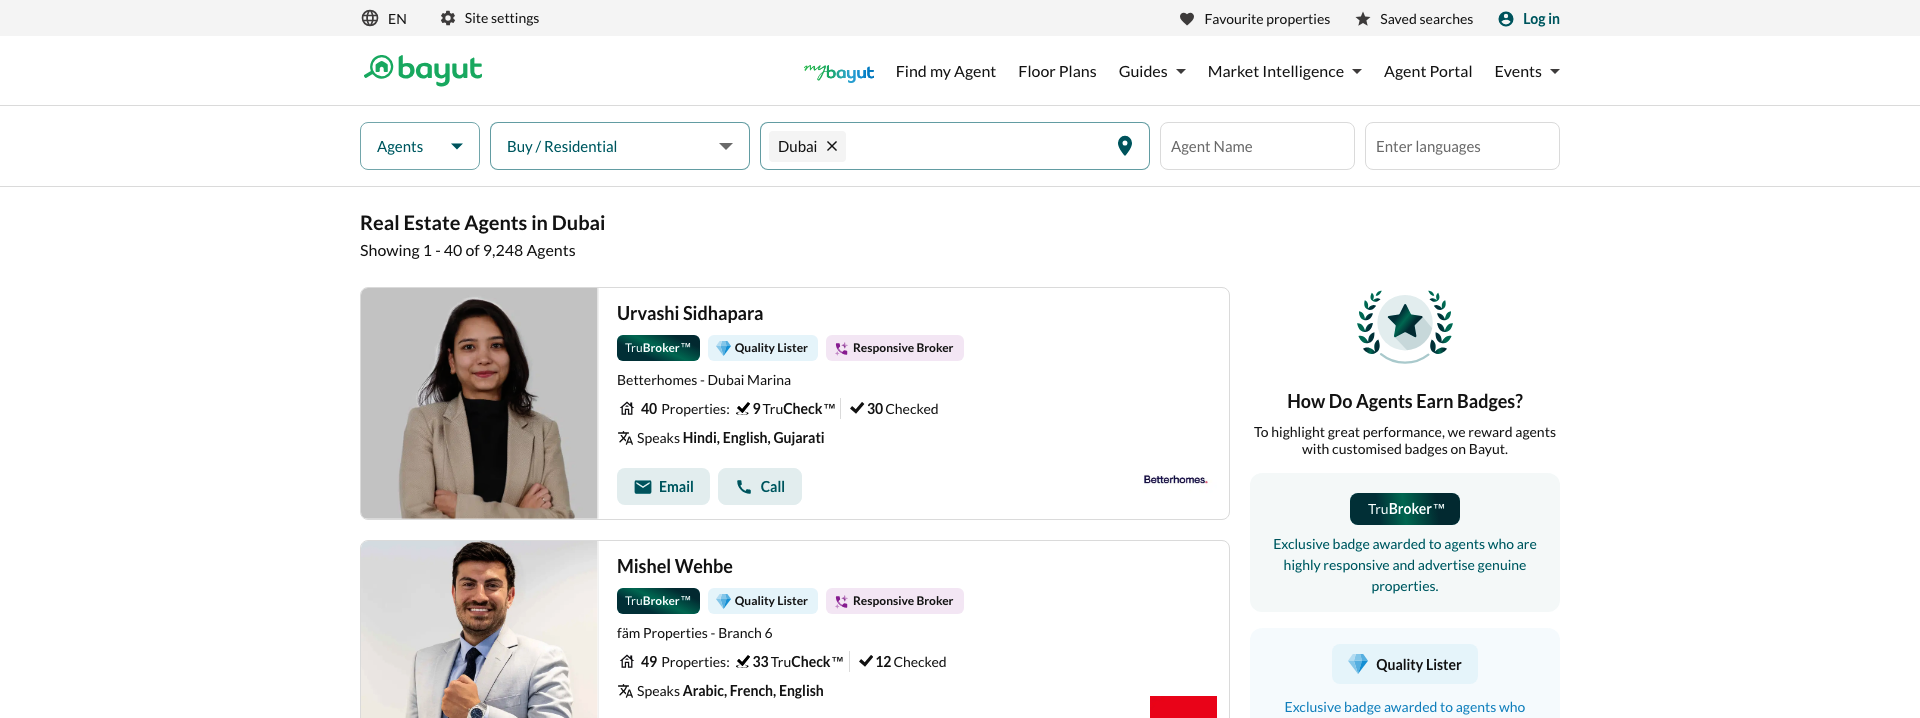 EN
Site settings
Favourite properties
Saved searches
Log in
bayut
mybayut
Find my Agent
Floor Plans
Guides
Market Intelligence
Agent Portal
Events
Agents
Buy / Residential
Dubai
Agent Name
Enter languages
Real Estate Agents in Dubai
Showing 1 - 40 of 9,248 Agents
Urvashi Sidhapara
TruBroker™
Quality Lister
Responsive Broker
Betterhomes - Dubai Marina
40 Properties: 9 TruCheck™ 30 Checked
Speaks Hindi, English, Gujarati
Email
Call
Betterhomes.
Mishel Wehbe
TruBroker™
Quality Lister
Responsive Broker
fäm Properties - Branch 6
49 Properties: 33 TruCheck™ 12 Checked
Speaks Arabic, French, English
How Do Agents Earn Badges?
To highlight great performance, we reward agents
with customised badges on Bayut.
TruBroker™
Exclusive badge awarded to agents who are
highly responsive and advertise genuine
properties.
Quality Lister
Exclusive badge awarded to agents who